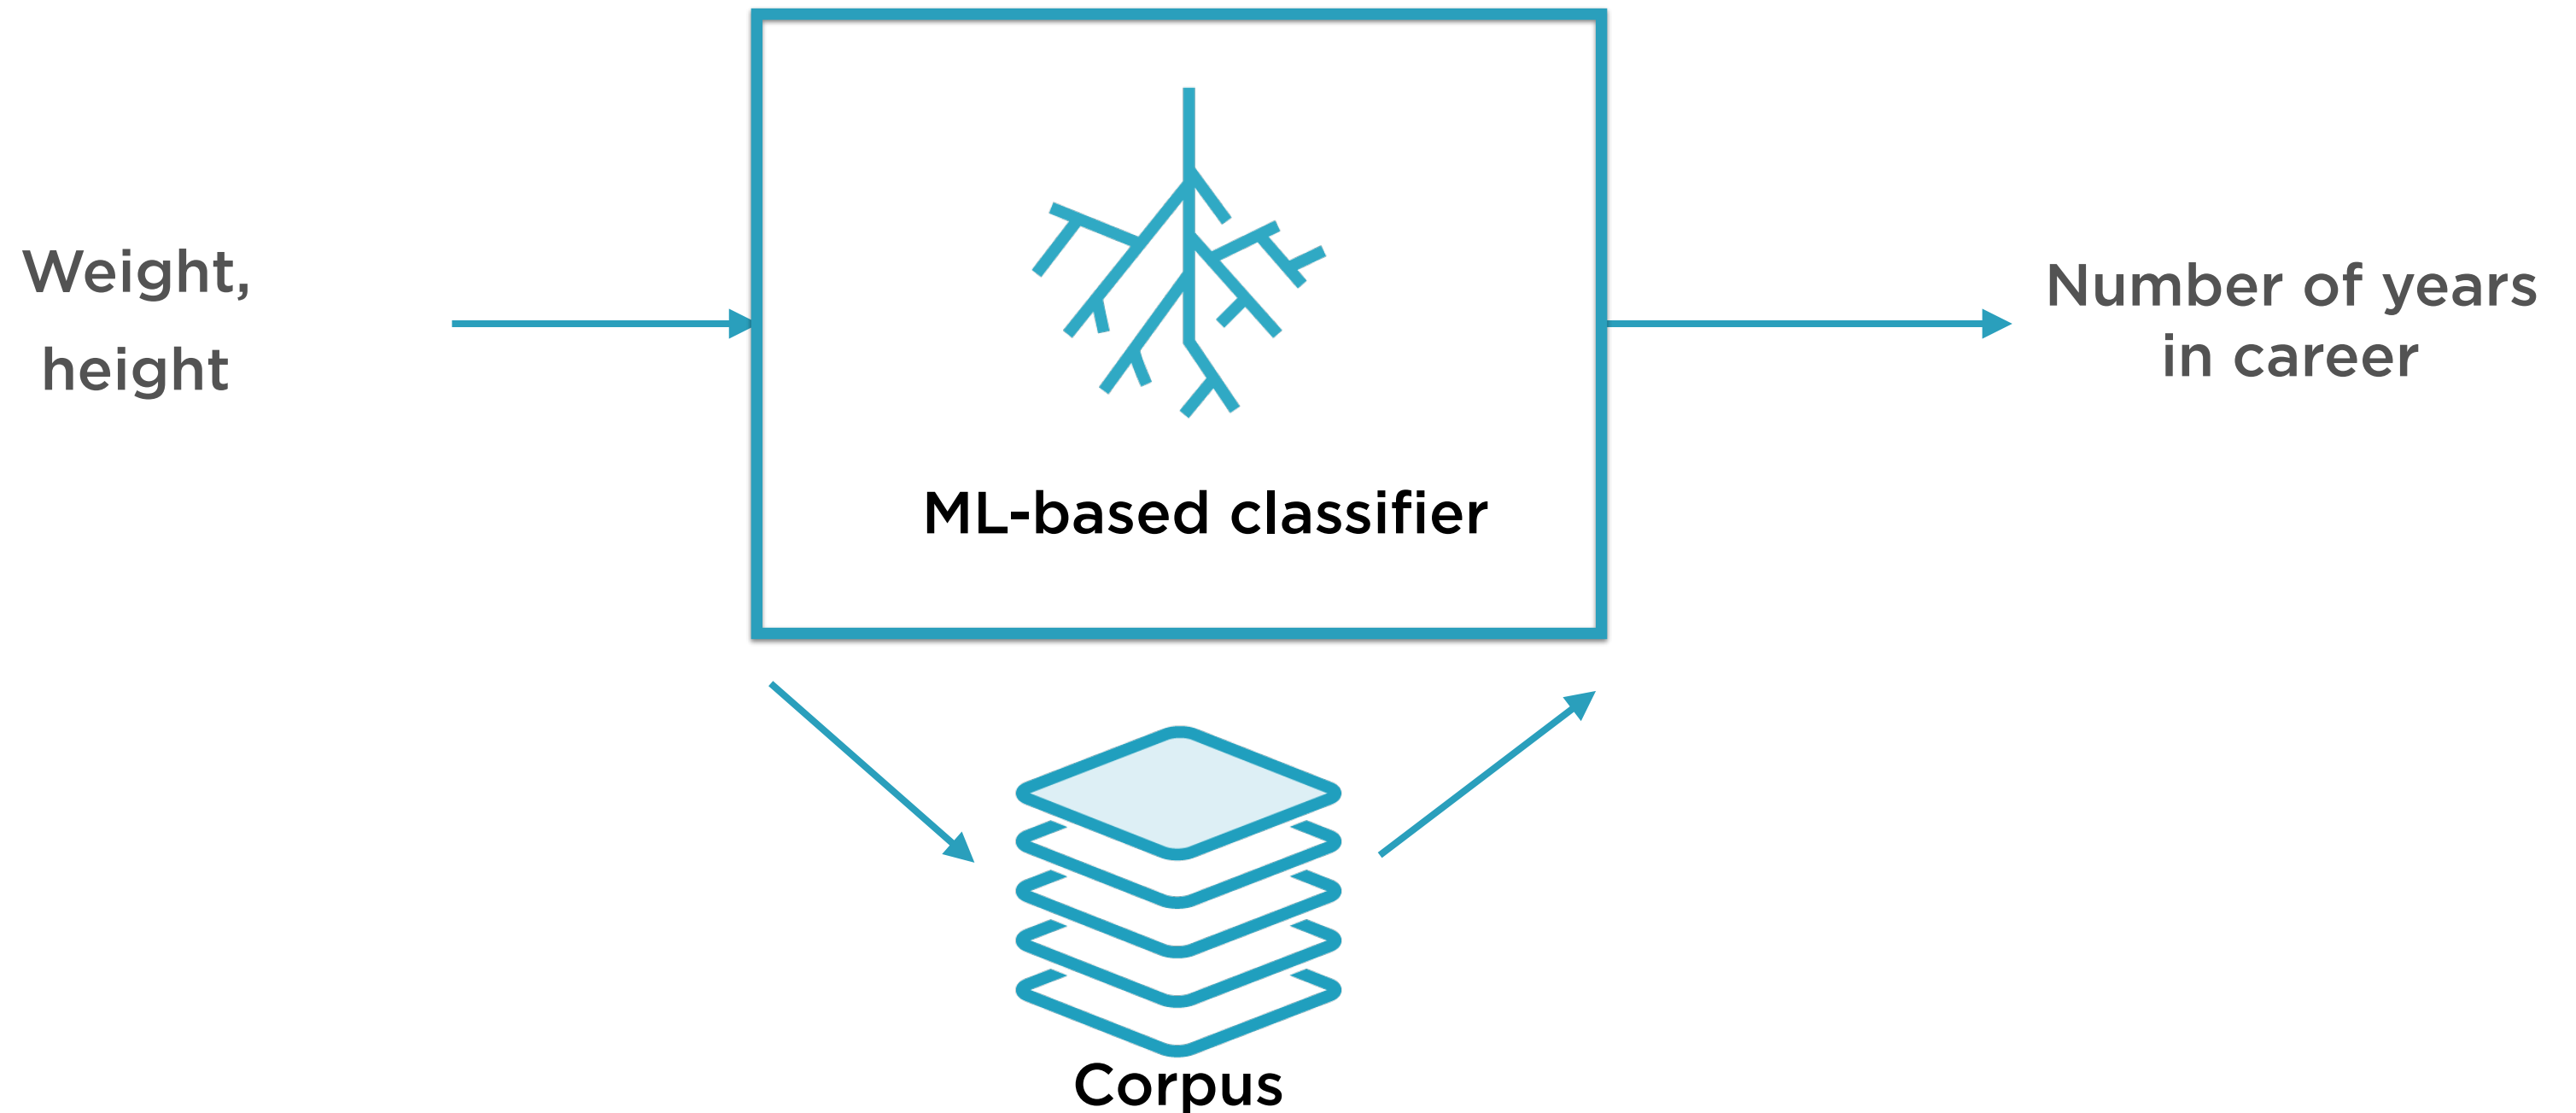 Weight,
height
ML-based classifier
Number of years
in career
Corpus